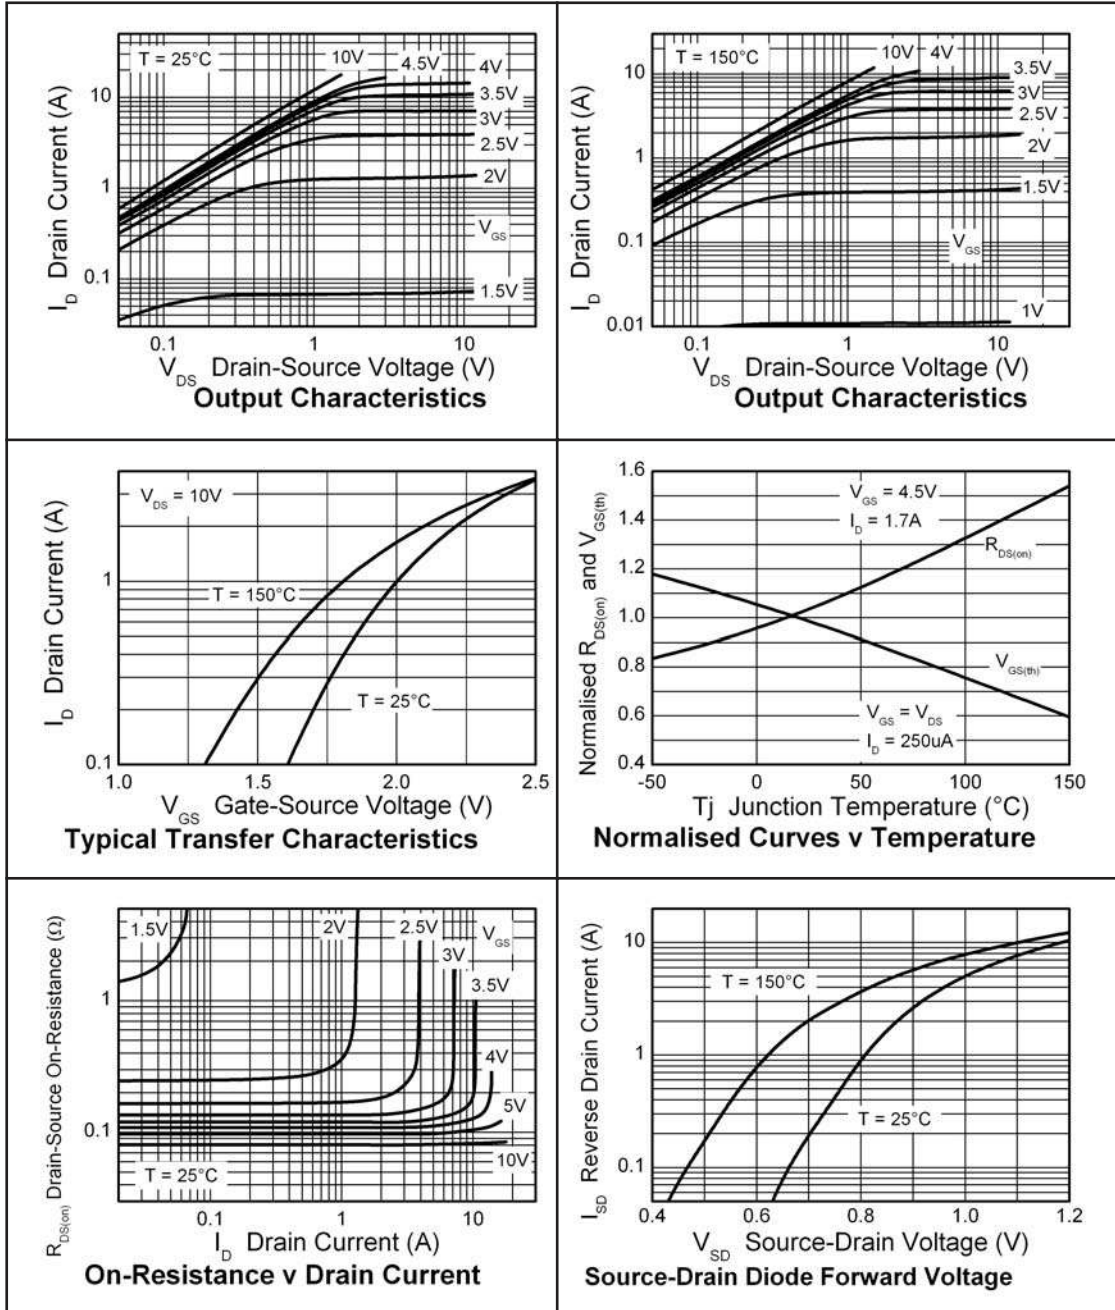 T = 25°C
10V
4.5V
4V
3.5V
3V
2.5V
2V
V_GS
1.5V
10
1
0.1
I_D Drain Current (A)
0.1
1
10
V_DS Drain-Source Voltage (V)
Output Characteristics
T = 150°C
10V
4V
3.5V
3V
2.5V
2V
1.5V
V_GS
1V
10
1
0.1
0.01
I_D Drain Current (A)
0.1
1
10
V_DS Drain-Source Voltage (V)
Output Characteristics
V_DS = 10V
T = 150°C
T = 25°C
1
0.1
I_D Drain Current (A)
1.0
1.5
2.0
2.5
V_GS Gate-Source Voltage (V)
Typical Transfer Characteristics
1.6
1.4
1.2
1.0
0.8
0.6
0.4
Normalised R_DS(on) and V_GS(th)
V_GS = 4.5V
I_D = 1.7A
R_DS(on)
V_GS(th)
V_GS = V_DS
I_D = 250uA
-50
0
50
100
150
Tj Junction Temperature (°C)
Normalised Curves v Temperature
R_DS(on) Drain-Source On-Resistance (Ω)
1.5V
2V
2.5V
V_GS
3V
3.5V
4V
5V
10V
T = 25°C
1
0.1
0.1
1
10
I_D Drain Current (A)
On-Resistance v Drain Current
I_SD Reverse Drain Current (A)
10
1
0.1
T = 150°C
T = 25°C
0.4
0.6
0.8
1.0
1.2
V_SD Source-Drain Voltage (V)
Source-Drain Diode Forward Voltage